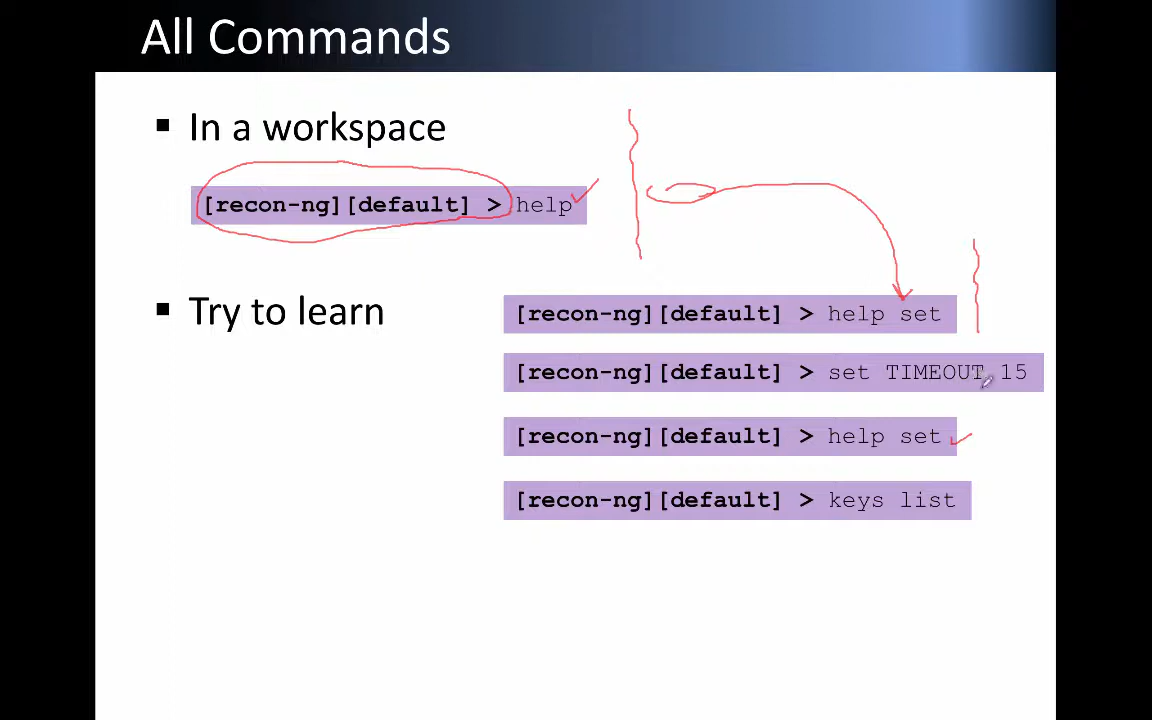 All Commands
▪ In a workspace
[recon-ng][default] > help
▪ Try to learn
[recon-ng][default] > help set
[recon-ng][default] > set TIMEOUT 15
[recon-ng][default] > help set
[recon-ng][default] > keys list